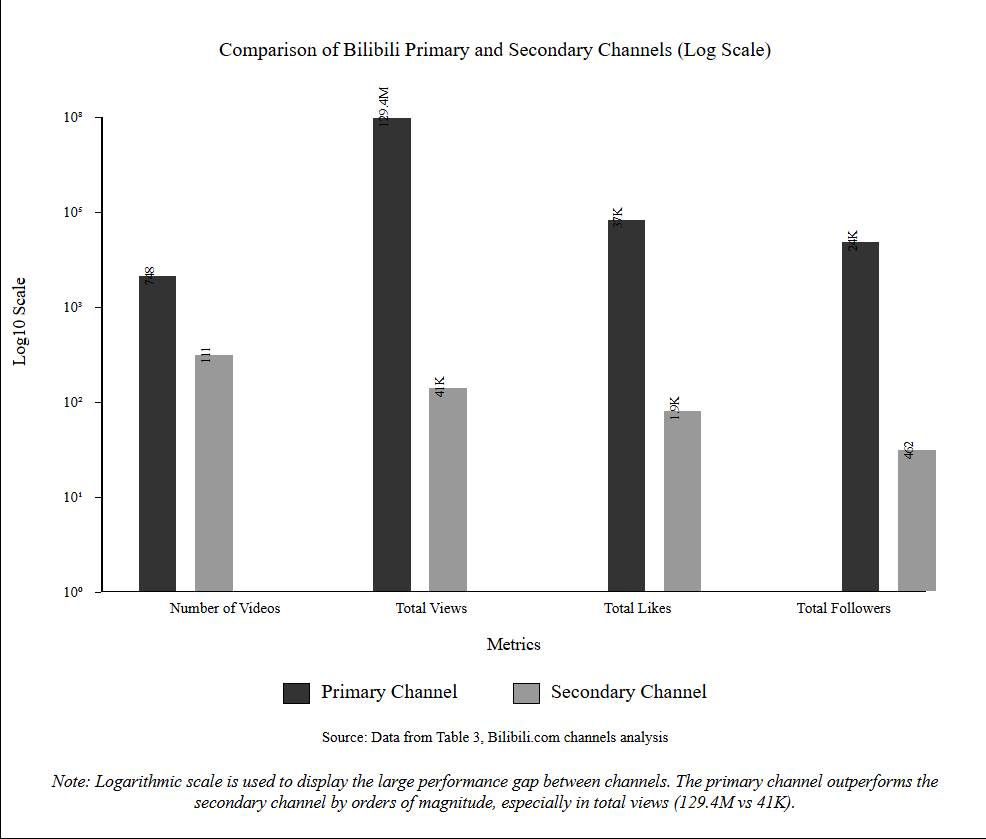 Comparison of Bilibili Primary and Secondary Channels (Log Scale)
Log10 Scale
10⁸
10⁵
10³
10²
10¹
10⁰
748
111
129.4M
41K
37K
1.9K
24K
462
Number of Videos
Total Views
Total Likes
Total Followers
Metrics
Primary Channel
Secondary Channel
Source: Data from Table 3, Bilibili.com channels analysis
Note: Logarithmic scale is used to display the large performance gap between channels. The primary channel outperforms the
secondary channel by orders of magnitude, especially in total views (129.4M vs 41K).